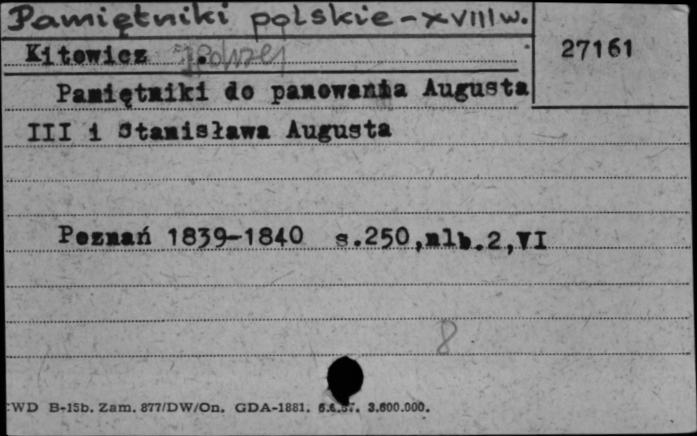 Pamiętniki polskie - XVIII w.
27161
Kitowicz J.
Pamiętniki do panowania Augusta
III i Stanisława Augusta
Poznań 1839-1840 s.250,nlb.2,VI
8
WD B-15b. Zam. 877/DW/On. GDA-1881. 3.600.000.